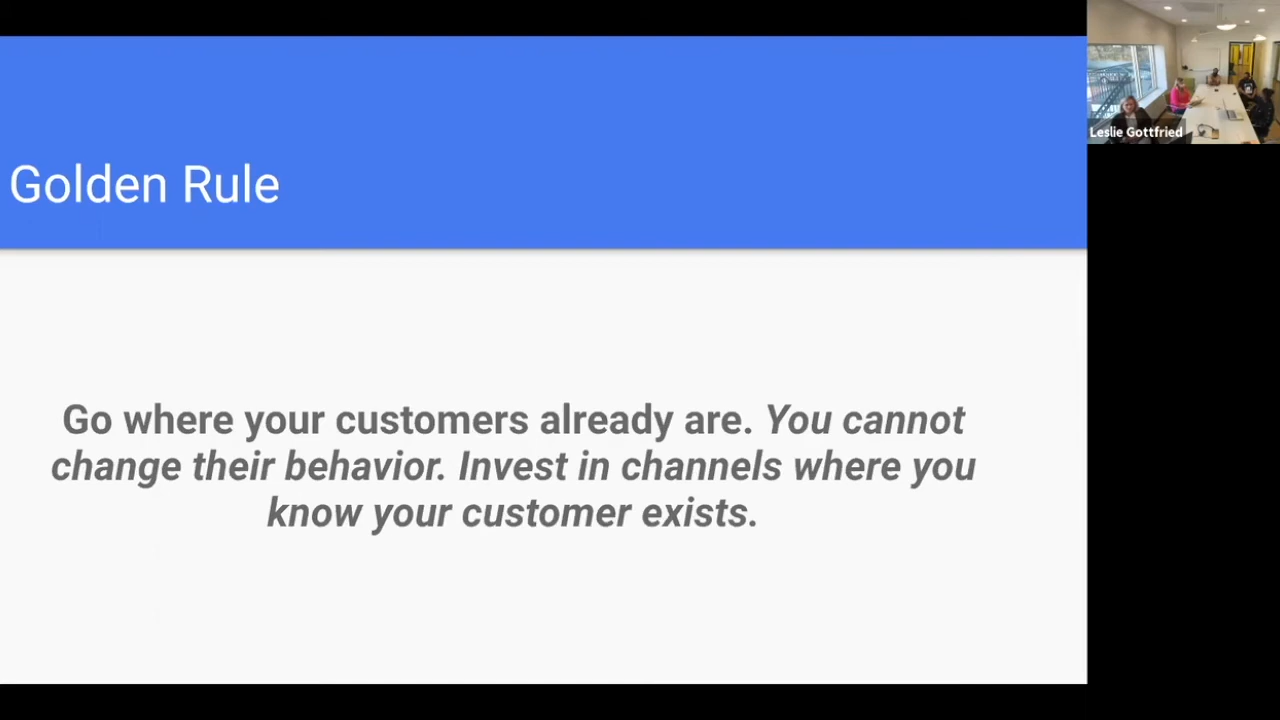 Golden Rule
Go where your customers already are. You cannot
change their behavior. Invest in channels where you
know your customer exists.
Leslie Gottfried